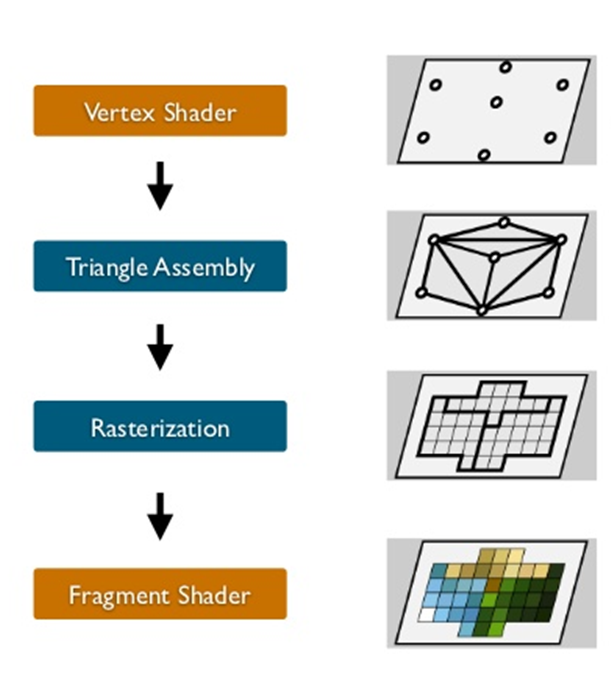 Vertex Shader
Triangle Assembly
Rasterization
Fragment Shader